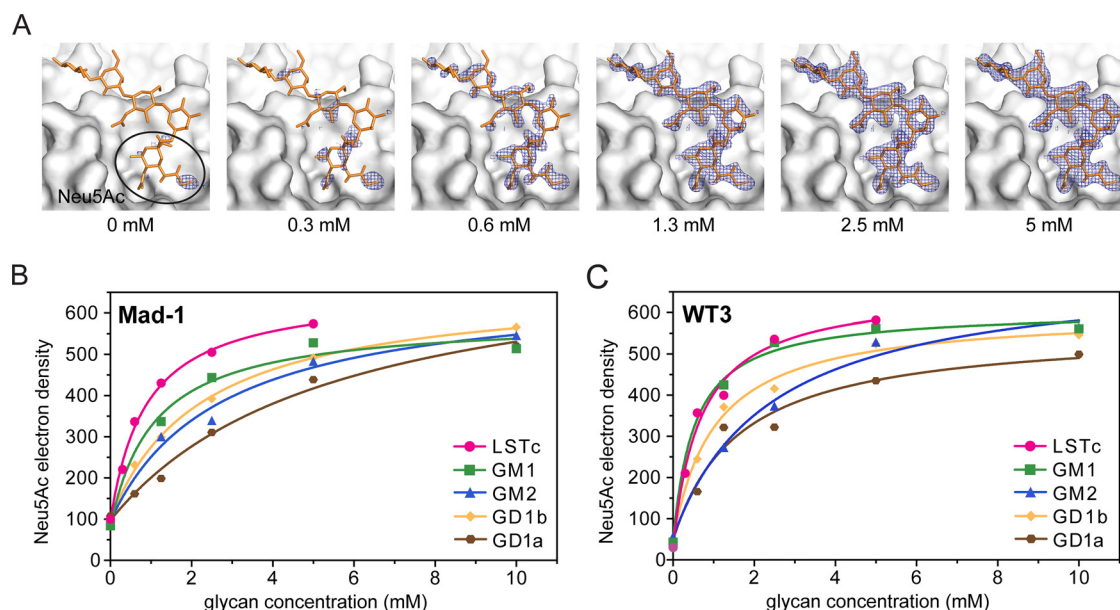 A
Neu5Ac
0 mM
0.3 mM
0.6 mM
1.3 mM
2.5 mM
5 mM
B
Mad-1
Neu5Ac electron density
600
500
400
300
200
100
0
0
2
4
6
8
10
glycan concentration (mM)
LSTc
GM1
GM2
GD1b
GD1a
C
WT3
Neu5Ac electron density
600
500
400
300
200
100
0
0
2
4
6
8
10
glycan concentration (mM)
LSTc
GM1
GM2
GD1b
GD1a